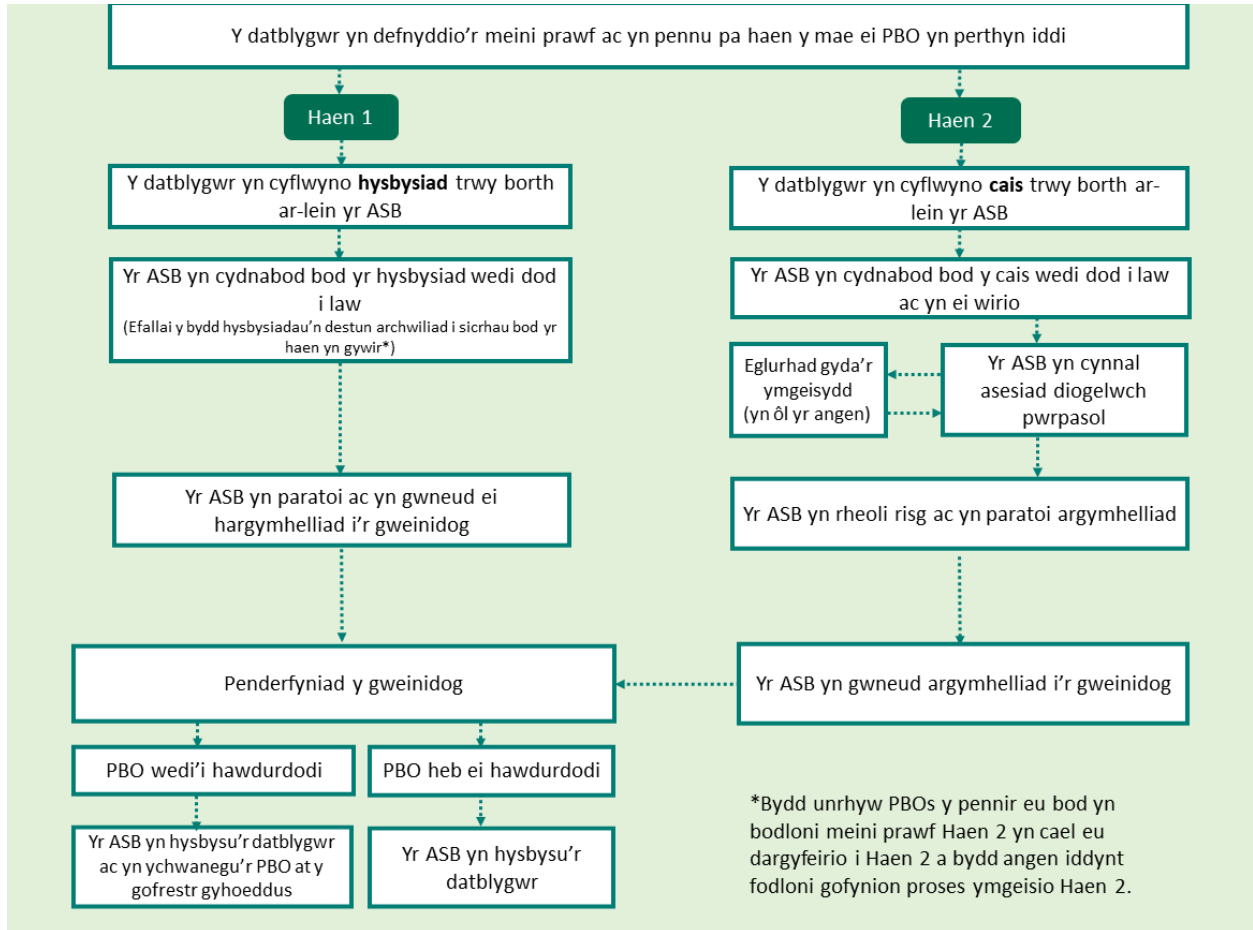 Y datblygwr yn defnyddio’r meini prawf ac yn pennu pa haen y mae ei PBO yn perthyn iddi
Haen 1
Y datblygwr yn cyflwyno hysbysiad trwy borth
ar-lein yr ASB
Yr ASB yn cydnabod bod yr hysbysiad wedi dod
i law
(Efallai y bydd hysbysiadau’n destun archwiliad i sicrhau bod yr
haen yn gywir*)
Yr ASB yn paratoi ac yn gwneud ei
hargymhelliad i’r gweinidog
Haen 2
Y datblygwr yn cyflwyno cais trwy borth ar-
lein yr ASB
Yr ASB yn cydnabod bod y cais wedi dod i law
ac yn ei wirio
Eglurhad gyda’r
ymgeisydd
(yn ôl yr angen)
Yr ASB yn cynnal
asesiad diogelwch
pwrpasol
Yr ASB yn rheoli risg ac yn paratoi argymhelliad
Yr ASB yn gwneud argymhelliad i’r gweinidog
Penderfyniad y gweinidog
PBO wedi’i hawdurdodi
Yr ASB yn hysbysu’r datblygwr
ac yn ychwanegu’r PBO at y
gofrestr gyhoeddus
PBO heb ei hawdurdodi
Yr ASB yn hysbysu’r
datblygwr
*Bydd unrhyw PBOs y pennir eu bod yn
bodloni meini prawf Haen 2 yn cael eu
dargyfeirio i Haen 2 a bydd angen iddynt
fodloni gofynion proses ymgeisio Haen 2.